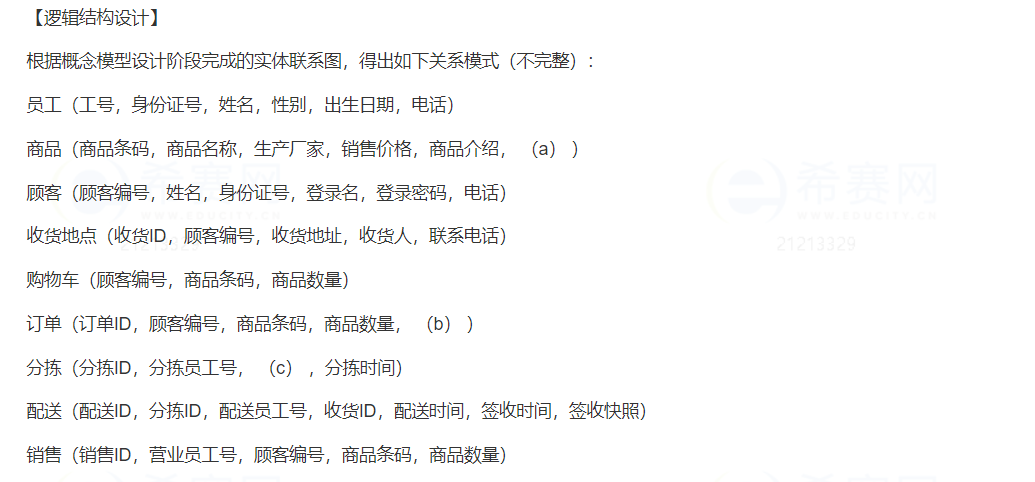 【逻辑结构设计】
根据概念模型设计阶段完成的实体联系图，得出如下关系模式（不完整）：
员工（工号，身份证号，姓名，性别，出生日期，电话）
商品（商品条码，商品名称，生产厂家，销售价格，商品介绍， （a） ）
顾客（顾客编号，姓名，身份证号，登录名，登录密码，电话）
收货地点（收货ID，顾客编号，收货地址，收货人，联系电话）
购物车（顾客编号，商品条码，商品数量）
订单（订单ID，顾客编号，商品条码，商品数量， （b） ）
分拣（分拣ID，分拣员工号， （c） ，分拣时间）
配送（配送ID，分拣ID，配送员工号，收货ID，配送时间，签收时间，签收快照）
销售（销售ID，营业员工号，顾客编号，商品条码，商品数量）
希赛网
www.educity.cn
21213329
希赛网
www.educity.cn
21213329